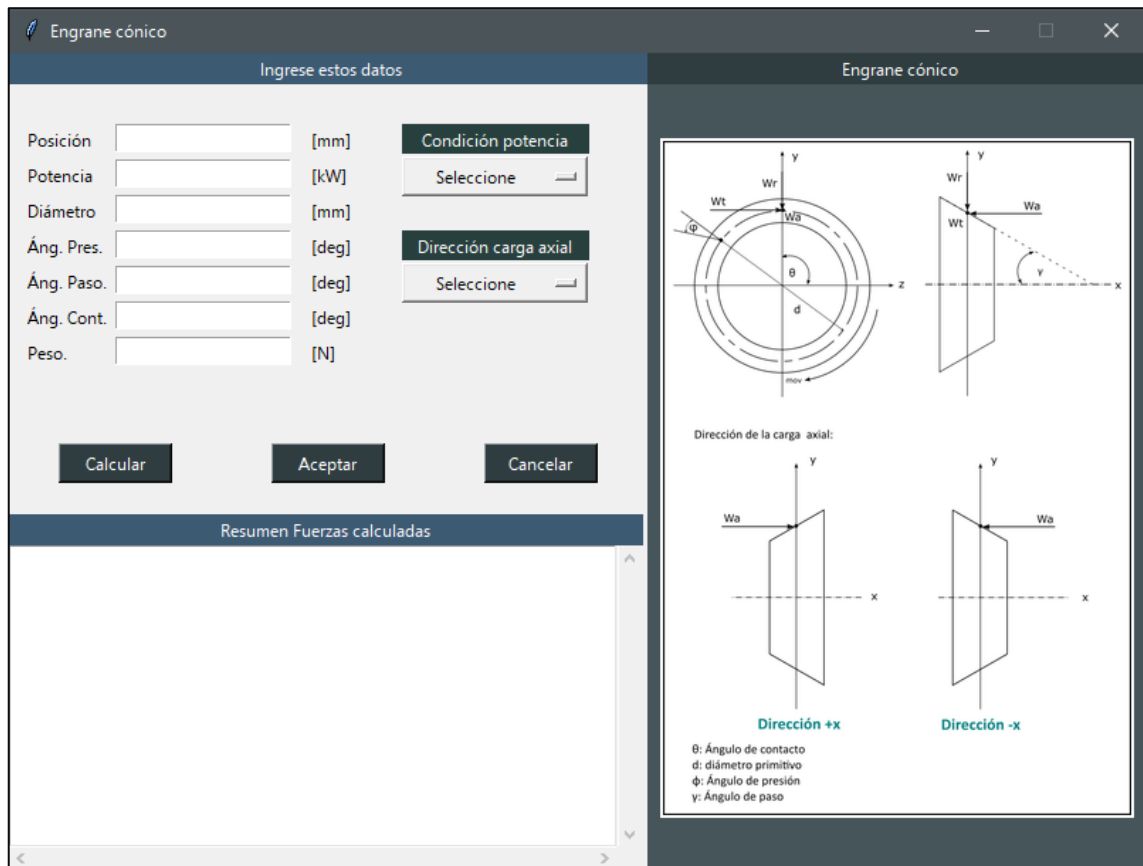 Engrane cónico
Ingrese estos datos
Posición [mm]
Potencia [kW]
Diámetro [mm]
Áng. Pres. [deg]
Áng. Paso. [deg]
Áng. Cont. [deg]
Peso. [N]
Condición potencia
Seleccione
Dirección carga axial
Seleccione
Calcular Aceptar Cancelar
Resumen Fuerzas calculadas
Engrane cónico
y
Wr
Wt
Wa
φ
θ
z
d
mov
y
Wr
Wa
Wt
γ
x
Dirección de la carga axial:
y
Wa
x
Dirección +x
y
Wa
x
Dirección -x
θ: Ángulo de contacto
d: diámetro primitivo
φ: Ángulo de presión
γ: Ángulo de paso